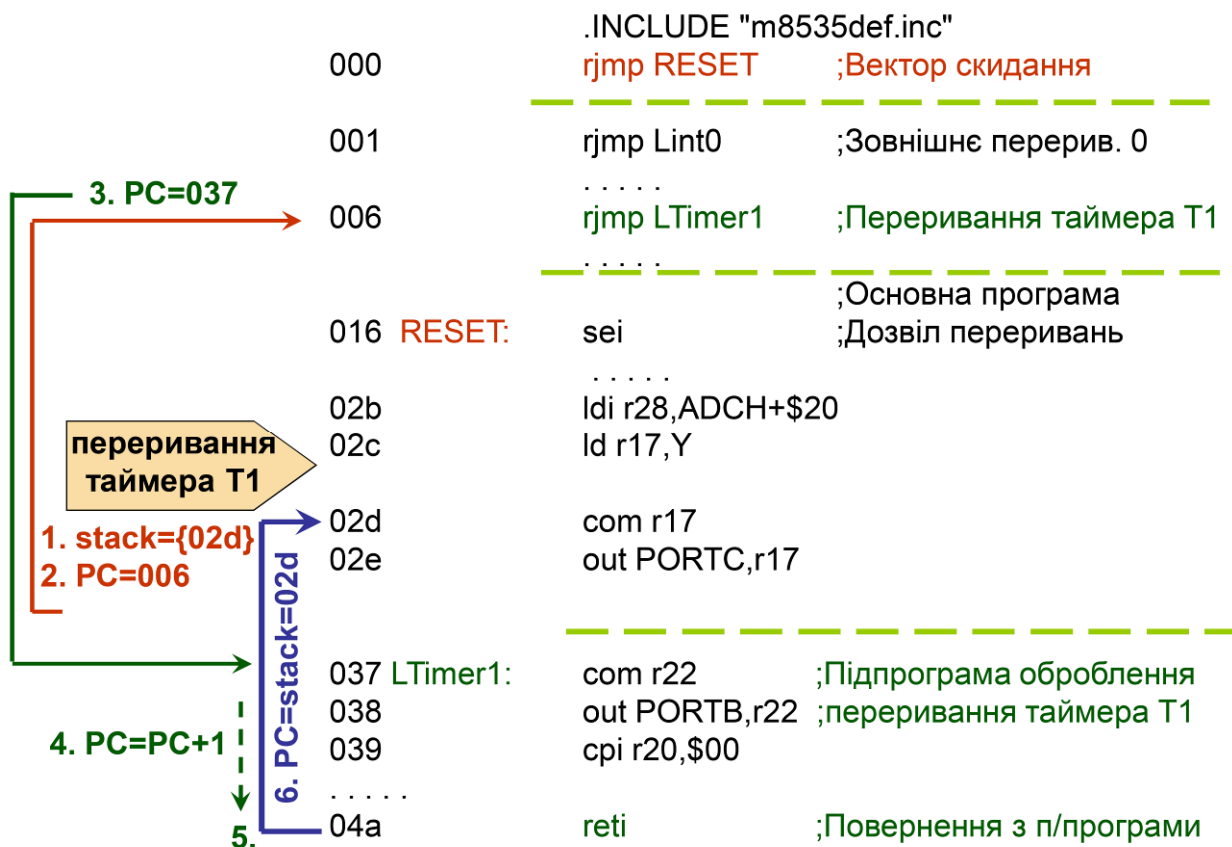 .INCLUDE "m8535def.inc"
000 rjmp RESET ;Вектор скидання
001 rjmp Lint0 ;Зовнішнє перерив. 0
. . . . .
3. PC=037
006 rjmp LTimer1 ;Переривання таймера T1
. . . . .
;Основна програма
016 RESET: sei ;Дозвіл переривань
. . . . .
02b ldi r28,ADCH+$20
02c ld r17,Y
переривання
таймера T1
02d com r17
1. stack={02d}
02e out PORTC,r17
2. PC=006
6. PC=stack=02d
037 LTimer1: com r22 ;Підпрограма оброблення
038 out PORTB,r22 ;переривання таймера T1
4. PC=PC+1
039 cpi r20,$00
. . . . .
04a reti ;Повернення з п/програми
5.